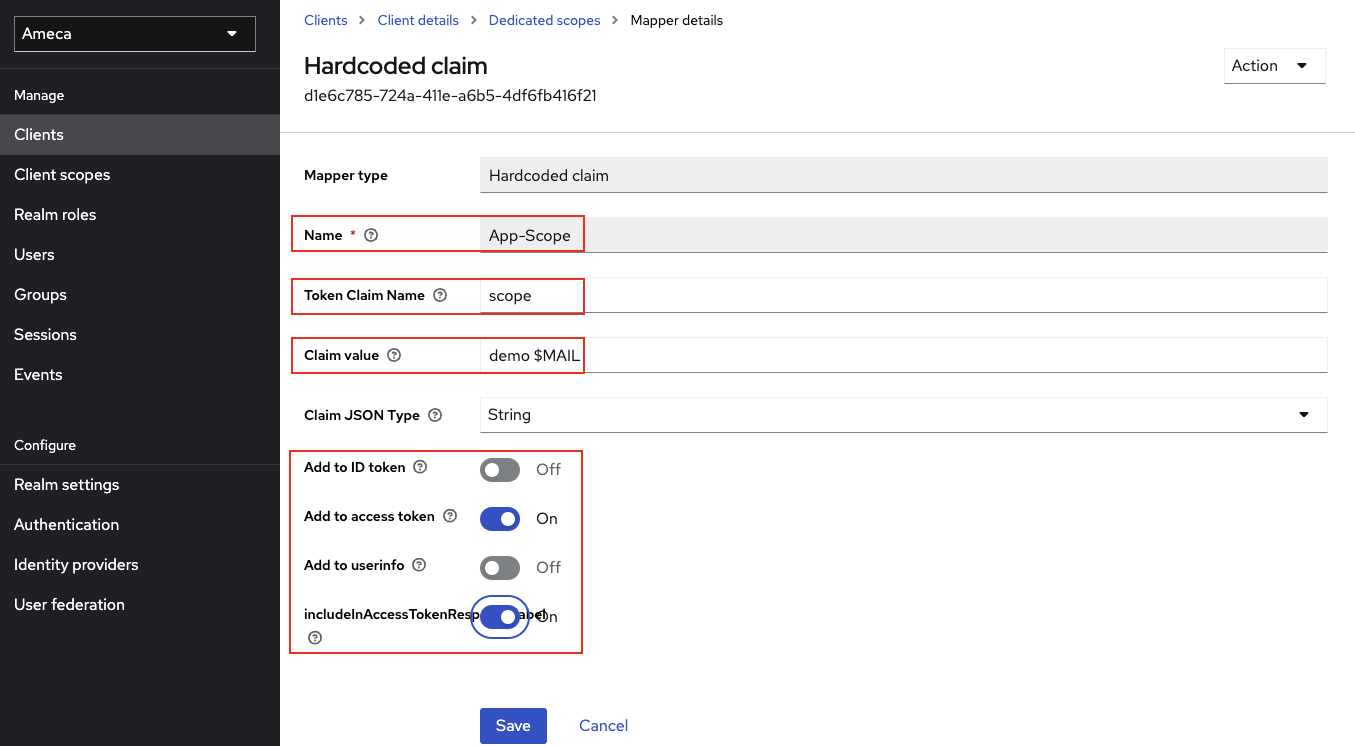 Ameca
Manage
Clients
Client scopes
Realm roles
Users
Groups
Sessions
Events
Configure
Realm settings
Authentication
Identity providers
User federation
Clients > Client details > Dedicated scopes > Mapper details
Hardcoded claim
Action
d1e6c785-724a-411e-a6b5-4df6fb416f21
Mapper type Hardcoded claim
Name * App-Scope
Token Claim Name scope
Claim value demo $MAIL
Claim JSON Type String
Add to ID token Off
Add to access token On
Add to userinfo Off
includeInAccessTokenResp abel On
Save Cancel